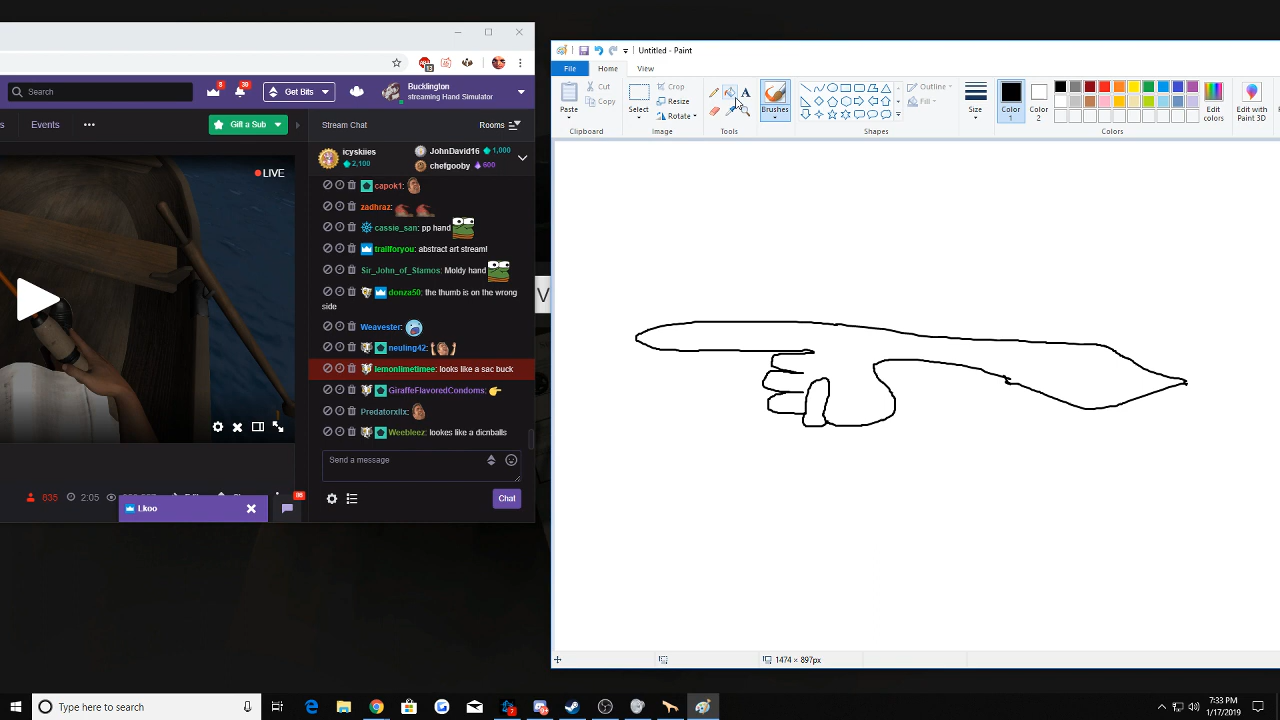 Untitled - Paint
File
Home
View
Paste
Cut
Copy
Clipboard
Select
Crop
Resize
Rotate
Image
A
Tools
Brushes
Shapes
Outline
Fill
Size
Color 1
Color 2
Edit colors
Colors
Edit with Paint 3D
Search
8
30
Get Bits
Bucklington
streaming Hand Simulator
Events
Gift a Sub
Stream Chat
Rooms
LIVE
icyskiies
2,100
JohnDavid16 1,000
chefgooby 600
capok1:
zadhraz:
cassie_san: pp hand
trailforyou: abstract art stream!
Sir_John_of_Stamos: Moldy hand
donza50: the thumb is on the wrong
side
Weavester:
neuling42:
lemonlimetimee: looks like a sac buck
GiraffeFlavoredCondoms:
Predatorxllx:
Weebleez: lookes like a dicnballs
Send a message
Chat
835
2:05
Lkoo
V
1474 × 897px
Type here to search
7:33 PM
1/17/2019